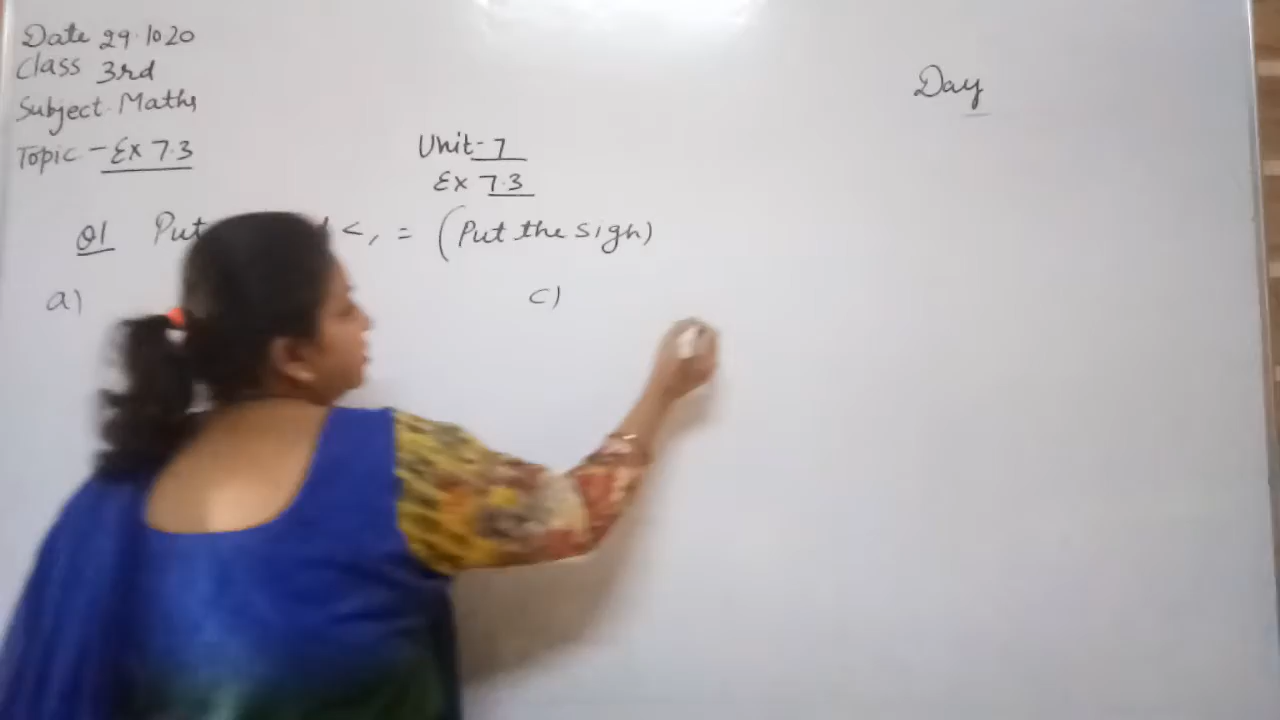 Date 29.10.20
Class 3rd
Subject. Maths
Topic - Ex 7.3
Day
Unit- 7
Ex 7.3
Q1 Put <, = (Put the sign)
a) c)